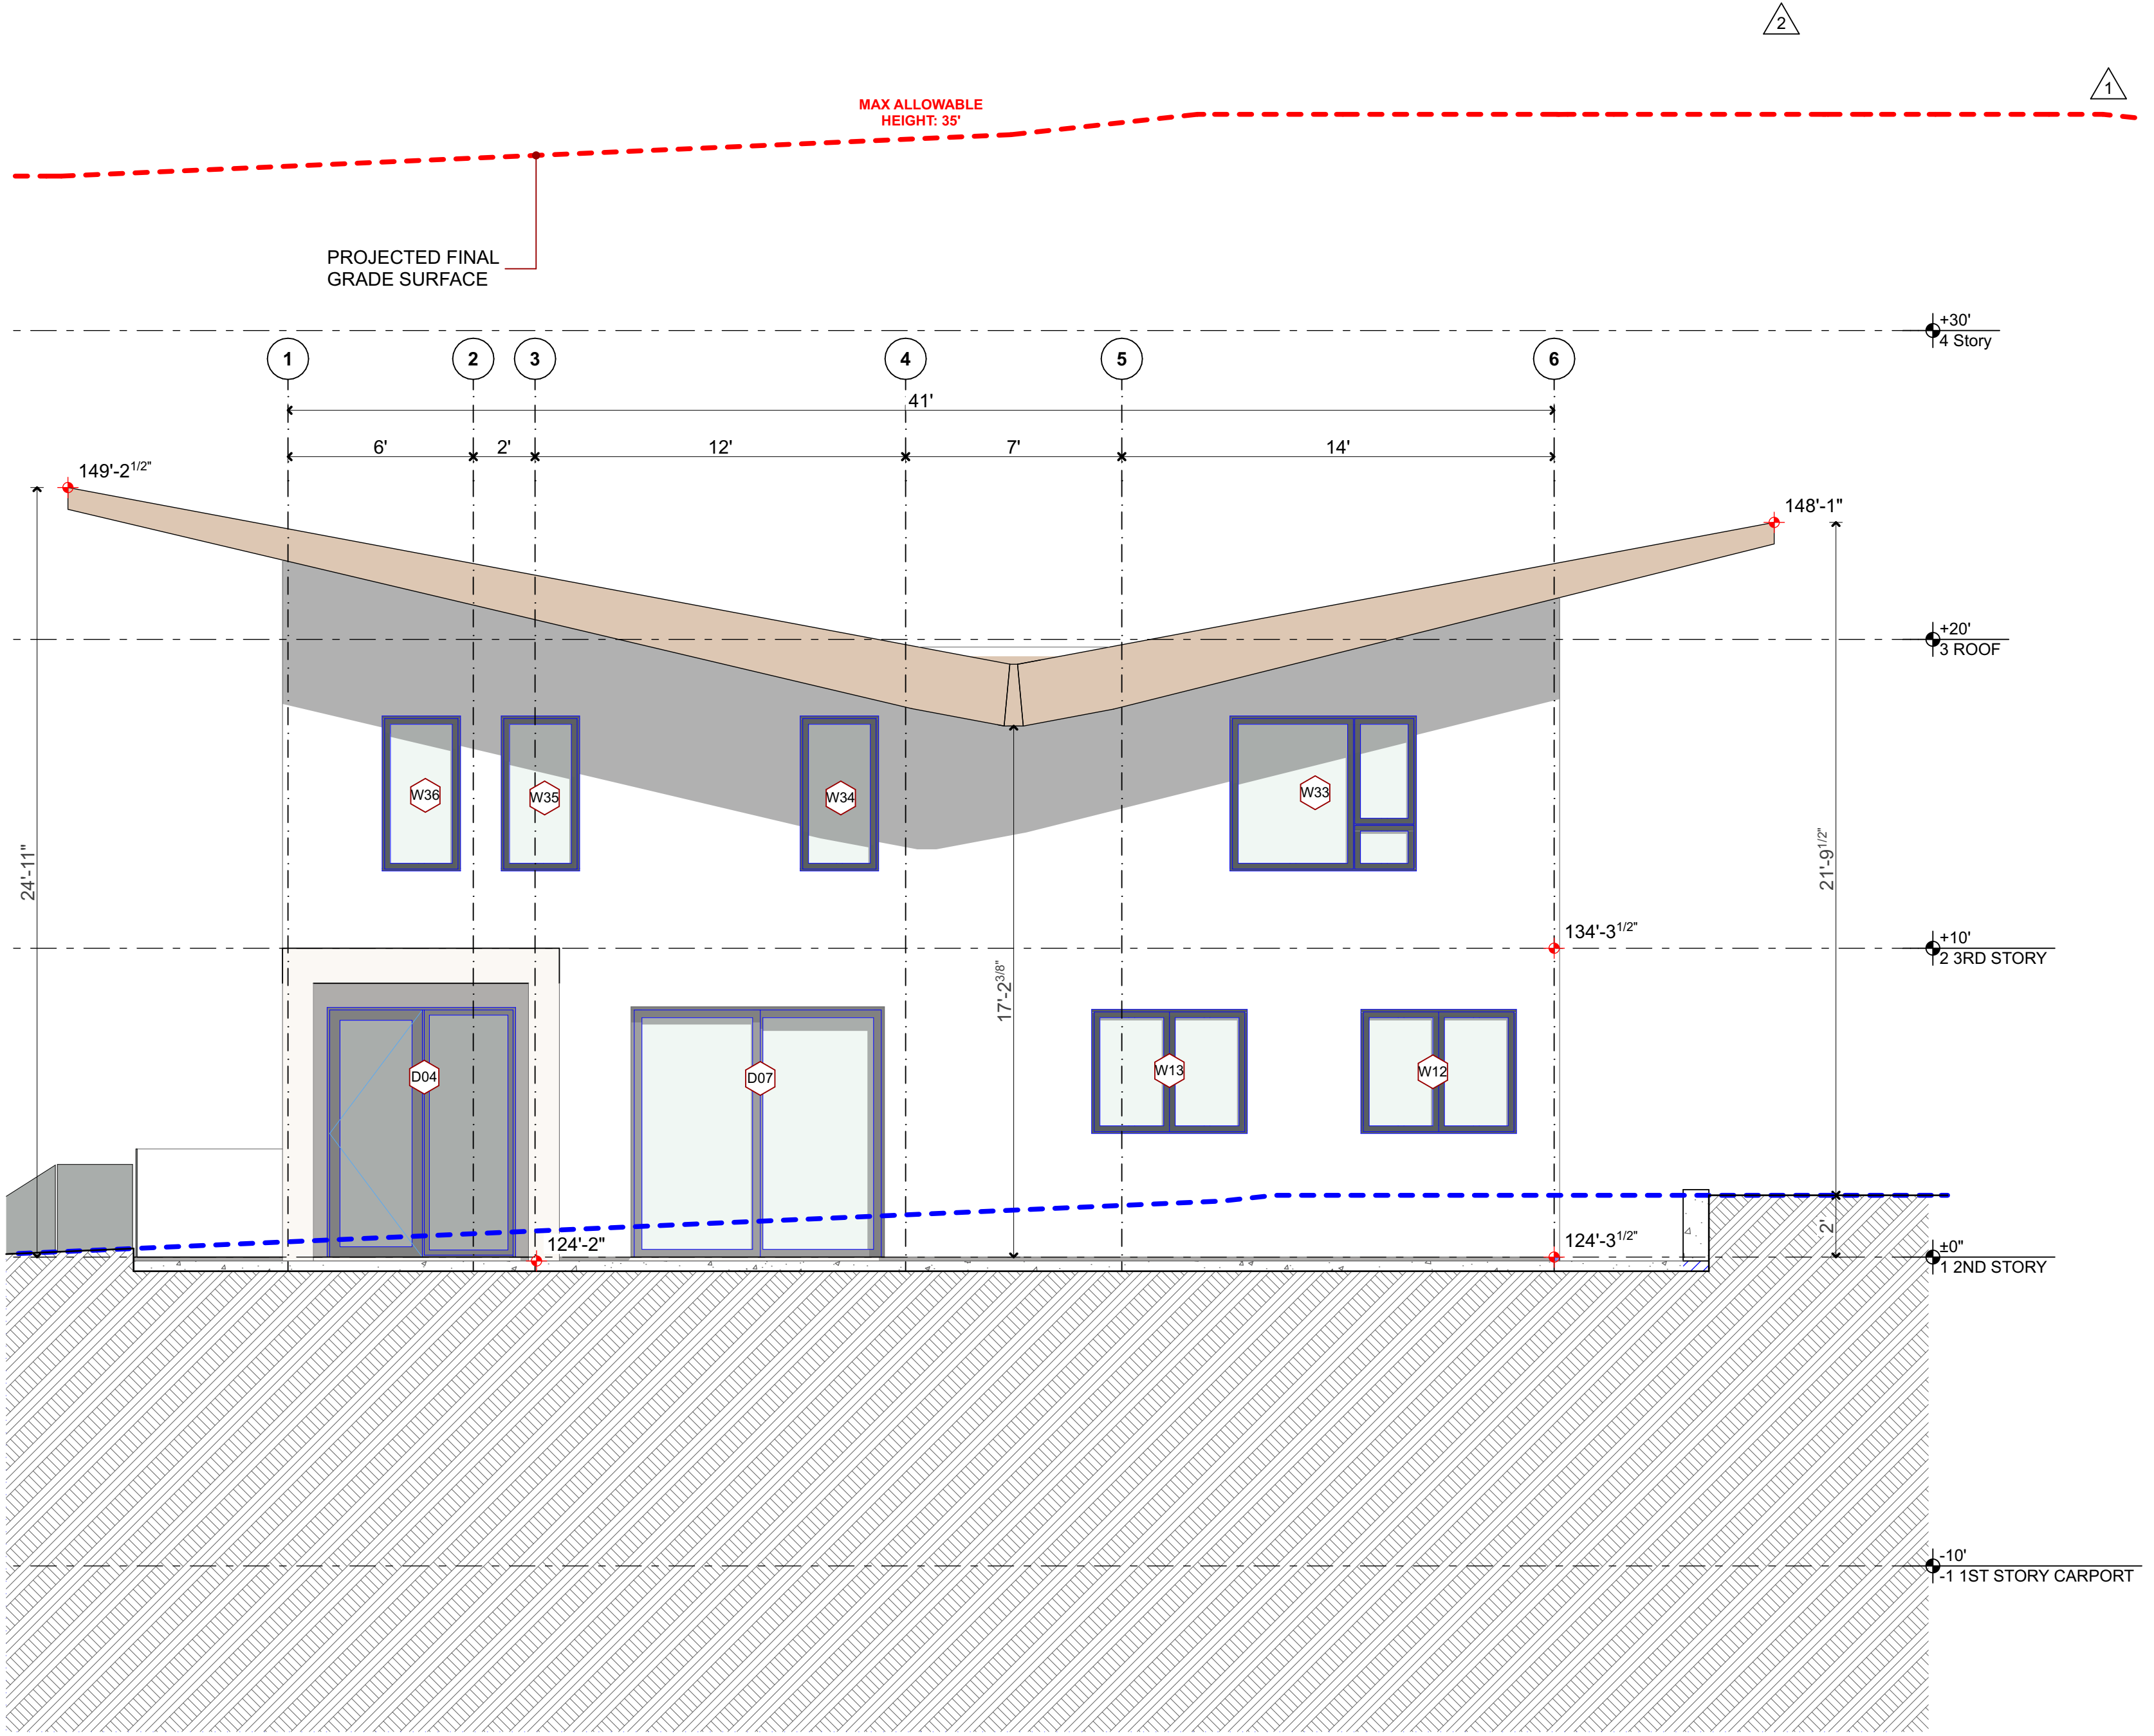 2
1
MAX ALLOWABLE
HEIGHT: 35'
PROJECTED FINAL
GRADE SURFACE
+30'
4 Story
1
2
3
4
5
6
41'
6'
2'
12'
7'
14'
149'-2 1/2"
148'-1"
+20'
3 ROOF
W36
W35
W34
W33
24'-11"
21'-9 1/2"
134'-3 1/2"
+10'
2 3RD STORY
17'-2 3/8"
D04
D07
W13
W12
2'
124'-2"
124'-3 1/2"
±0"
1 2ND STORY
-10'
-1 1ST STORY CARPORT